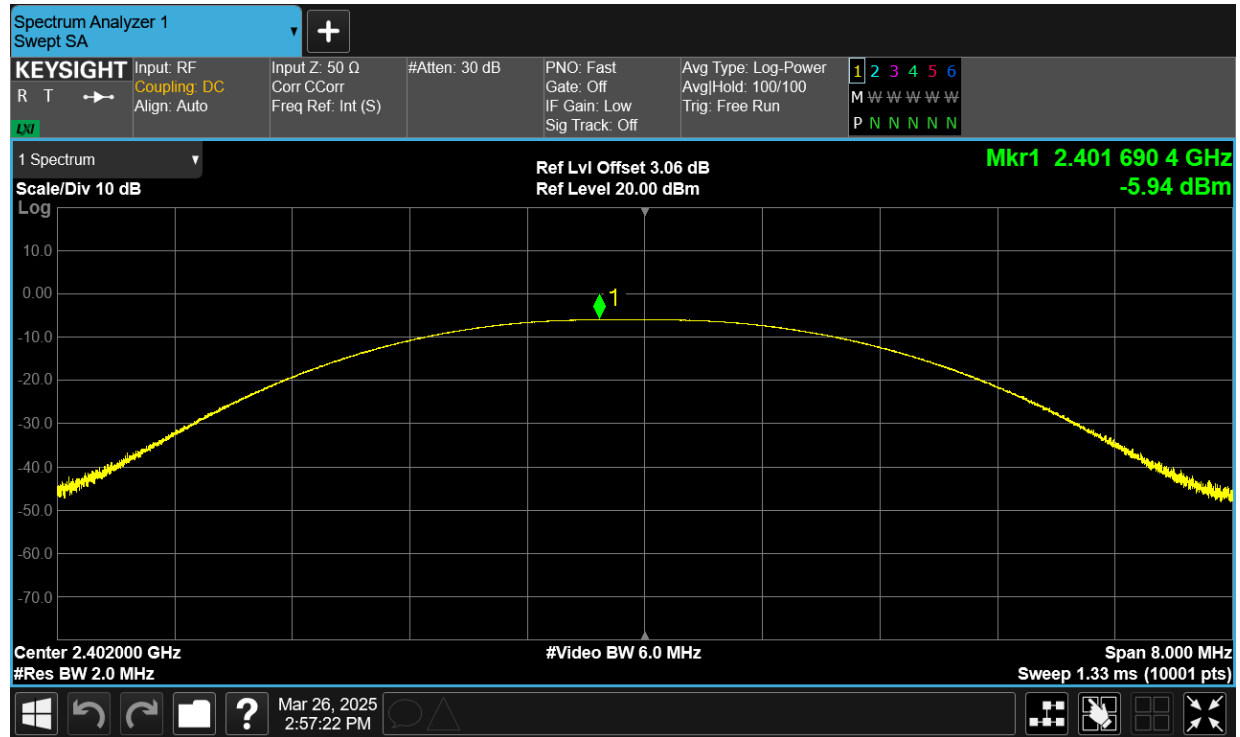 Spectrum Analyzer 1
Swept SA
+
KEYSIGHT
R T
LXI
Input: RF
Coupling: DC
Align: Auto
Input Z: 50 Ω
Corr CCorr
Freq Ref: Int (S)
#Atten: 30 dB
PNO: Fast
Gate: Off
IF Gain: Low
Sig Track: Off
Avg Type: Log-Power
Avg|Hold: 100/100
Trig: Free Run
1 2 3 4 5 6
M W W W W W
P N N N N N
1 Spectrum
Scale/Div 10 dB
Log
Ref Lvl Offset 3.06 dB
Ref Level 20.00 dBm
Mkr1 2.401 690 4 GHz
-5.94 dBm
1
10.0
0.00
-10.0
-20.0
-30.0
-40.0
-50.0
-60.0
-70.0
Center 2.402000 GHz
#Res BW 2.0 MHz
#Video BW 6.0 MHz
Span 8.000 MHz
Sweep 1.33 ms (10001 pts)
?
Mar 26, 2025
2:57:22 PM